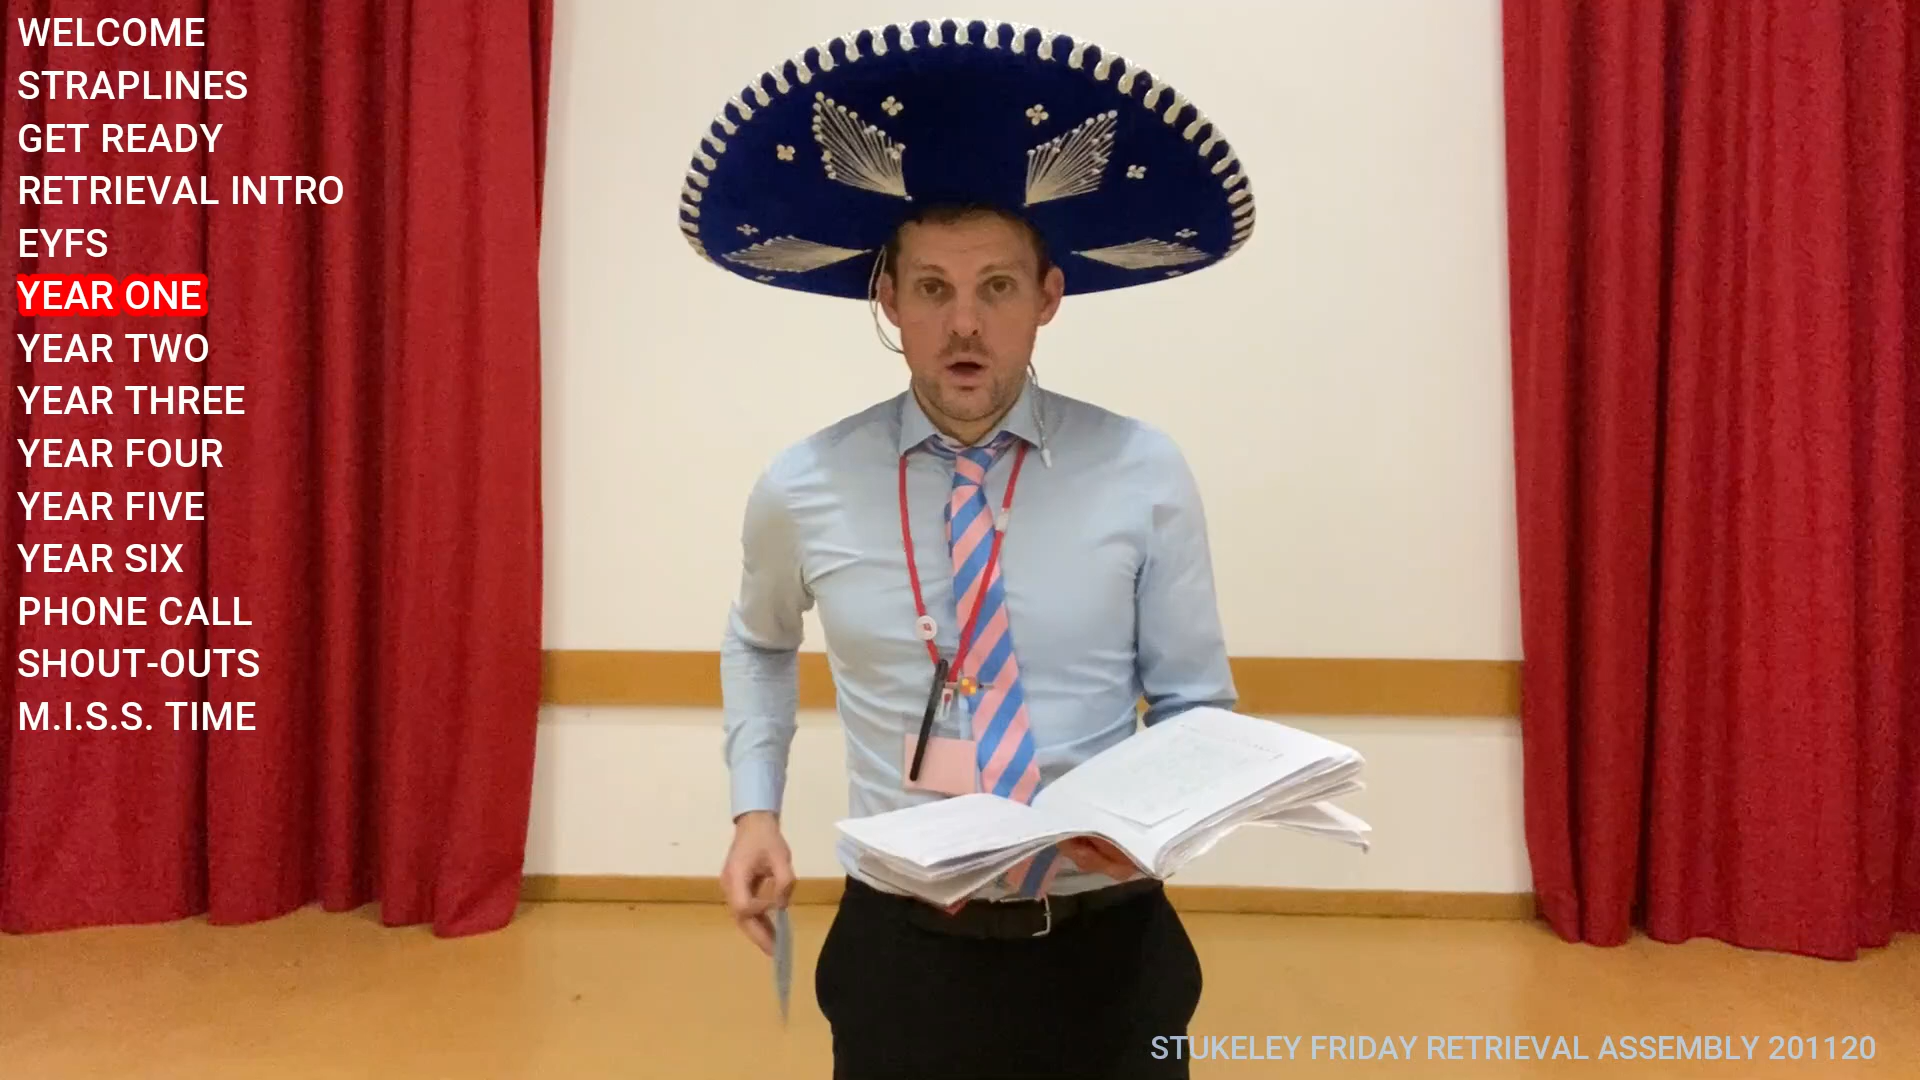 WELCOME
STRAPLINES
GET READY
RETRIEVAL INTRO
EYFS
YEAR ONE
YEAR TWO
YEAR THREE
YEAR FOUR
YEAR FIVE
YEAR SIX
PHONE CALL
SHOUT-OUTS
M.I.S.S. TIME
STUKELEY FRIDAY RETRIEVAL ASSEMBLY 201120